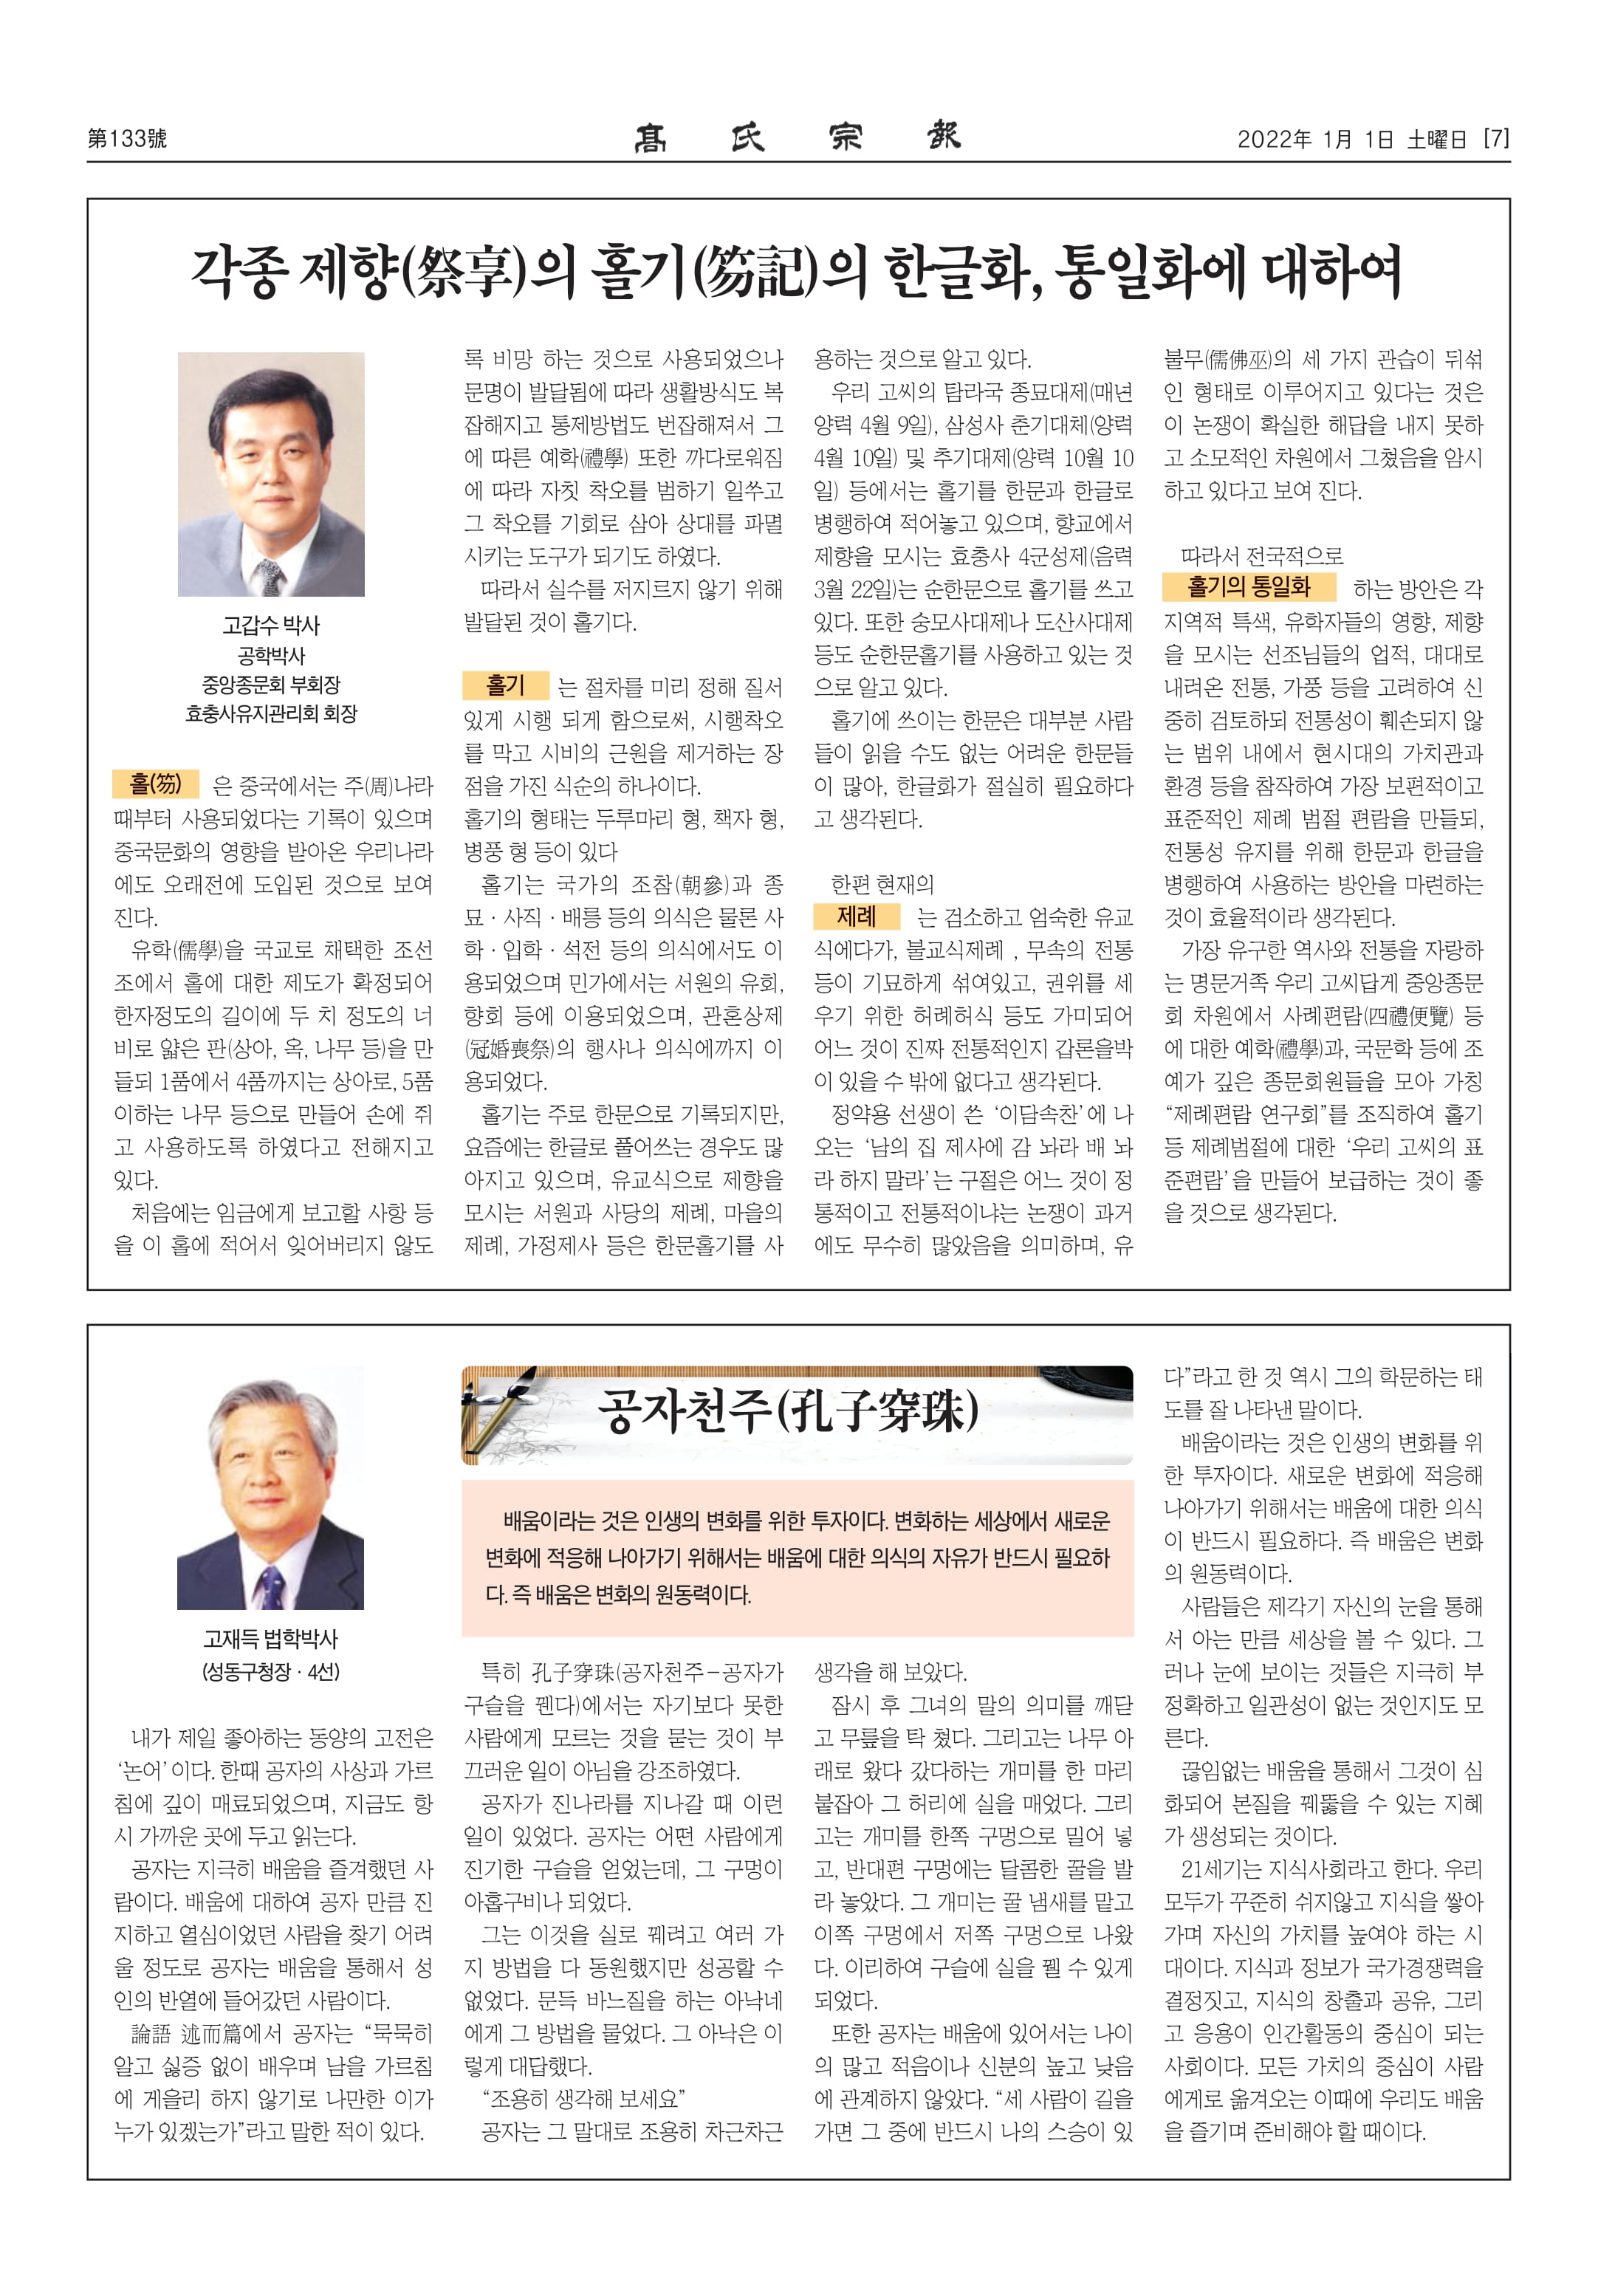 第133號
髙氏宗報
2022年 1月 1日 土曜日 [7]
각종 제향(祭享)의 홀기(笏記)의 한글화, 통일화에 대하여
고갑수 박사
공학박사
중앙종문회 부회장
효충사유지관리회 회장
홀(笏) 은 중국에서는 주(周)나라
때부터 사용되었다는 기록이 있으며
중국문화의 영향을 받아온 우리나라
에도 오래전에 도입된 것으로 보여
진다.
유학(儒學)을 국교로 채택한 조선
조에서 홀에 대한 제도가 확정되어
한자정도의 길이에 두 치 정도의 너
비로 얇은 판(상아, 옥, 나무 등)을 만
들되 1품에서 4품까지는 상아로, 5품
이하는 나무 등으로 만들어 손에 쥐
고 사용하도록 하였다고 전해지고
있다.
처음에는 임금에게 보고할 사항 등
을 이 홀에 적어서 잊어버리지 않도
록 비망 하는 것으로 사용되었으나
문명이 발달됨에 따라 생활방식도 복
잡해지고 통제방법도 번잡해져서 그
에 따른 예학(禮學) 또한 까다로워짐
에 따라 자칫 착오를 범하기 일쑤고
그 착오를 기회로 삼아 상대를 파멸
시키는 도구가 되기도 하였다.
따라서 실수를 저지르지 않기 위해
발달된 것이 홀기다.
홀기 는 절차를 미리 정해 질서
있게 시행 되게 함으로써, 시행착오
를 막고 시비의 근원을 제거하는 장
점을 가진 식순의 하나이다.
홀기의 형태는 두루마리 형, 책자 형,
병풍 형 등이 있다
홀기는 국가의 조참(朝參)과 종
묘·사직·배릉 등의 의식은 물론 사
학·입학·석전 등의 의식에서도 이
용되었으며 민가에서는 서원의 유회,
향회 등에 이용되었으며, 관혼상제
(冠婚喪祭)의 행사나 의식에까지 이
용되었다.
홀기는 주로 한문으로 기록되지만,
요즘에는 한글로 풀어쓰는 경우도 많
아지고 있으며, 유교식으로 제향을
모시는 서원과 사당의 제례, 마을의
제례, 가정제사 등은 한문홀기를 사
용하는 것으로 알고 있다.
우리 고씨의 탐라국 종묘대제(매년
양력 4월 9일), 삼성사 춘기대체(양력
4월 10일) 및 추기대제(양력 10월 10
일) 등에서는 홀기를 한문과 한글로
병행하여 적어놓고 있으며, 향교에서
제향을 모시는 효충사 4군성제(음력
3월 22일)는 순한문으로 홀기를 쓰고
있다. 또한 숭모사대제나 도산사대제
등도 순한문홀기를 사용하고 있는 것
으로 알고 있다.
홀기에 쓰이는 한문은 대부분 사람
들이 읽을 수도 없는 어려운 한문들
이 많아, 한글화가 절실히 필요하다
고 생각된다.
한편 현재의
제례 는 검소하고 엄숙한 유교
식에다가, 불교식제례 , 무속의 전통
등이 기묘하게 섞여있고, 권위를 세
우기 위한 허례허식 등도 가미되어
어느 것이 진짜 전통적인지 갑론을박
이 있을 수 밖에 없다고 생각된다.
정약용 선생이 쓴 ‘이담속찬’에 나
오는 ‘남의 집 제사에 감 놔라 배 놔
라 하지 말라’는 구절은 어느 것이 정
통적이고 전통적이냐는 논쟁이 과거
에도 무수히 많았음을 의미하며, 유
불무(儒佛巫)의 세 가지 관습이 뒤섞
인 형태로 이루어지고 있다는 것은
이 논쟁이 확실한 해답을 내지 못하
고 소모적인 차원에서 그쳤음을 암시
하고 있다고 보여 진다.
따라서 전국적으로
홀기의 통일화 하는 방안은 각
지역적 특색, 유학자들의 영향, 제향
을 모시는 선조님들의 업적, 대대로
내려온 전통, 가풍 등을 고려하여 신
중히 검토하되 전통성이 훼손되지 않
는 범위 내에서 현시대의 가치관과
환경 등을 참작하여 가장 보편적이고
표준적인 제례 범절 편람을 만들되,
전통성 유지를 위해 한문과 한글을
병행하여 사용하는 방안을 마련하는
것이 효율적이라 생각된다.
가장 유구한 역사와 전통을 자랑하
는 명문거족 우리 고씨답게 중앙종문
회 차원에서 사례편람(四禮便覽) 등
에 대한 예학(禮學)과, 국문학 등에 조
예가 깊은 종문회원들을 모아 가칭
“제례편람 연구회”를 조직하여 홀기
등 제례범절에 대한 ‘우리 고씨의 표
준편람’을 만들어 보급하는 것이 좋
을 것으로 생각된다.
고재득 법학박사
(성동구청장·4선)
공자천주(孔子穿珠)
배움이라는 것은 인생의 변화를 위한 투자이다. 변화하는 세상에서 새로운
변화에 적응해 나아가기 위해서는 배움에 대한 의식의 자유가 반드시 필요하
다. 즉 배움은 변화의 원동력이다.
내가 제일 좋아하는 동양의 고전은
‘논어’이다. 한때 공자의 사상과 가르
침에 깊이 매료되었으며, 지금도 항
시 가까운 곳에 두고 읽는다.
공자는 지극히 배움을 즐겨했던 사
람이다. 배움에 대하여 공자 만큼 진
지하고 열심이었던 사람을 찾기 어려
울 정도로 공자는 배움을 통해서 성
인의 반열에 들어갔던 사람이다.
論語 述而篇에서 공자는 “묵묵히
알고 싫증 없이 배우며 남을 가르침
에 게을리 하지 않기로 나만한 이가
누가 있겠는가”라고 말한 적이 있다.
특히 孔子穿珠(공자천주-공자가
구슬을 꿴다)에서는 자기보다 못한
사람에게 모르는 것을 묻는 것이 부
끄러운 일이 아님을 강조하였다.
공자가 진나라를 지나갈 때 이런
일이 있었다. 공자는 어떤 사람에게
진기한 구슬을 얻었는데, 그 구멍이
아홉구비나 되었다.
그는 이것을 실로 꿰려고 여러 가
지 방법을 다 동원했지만 성공할 수
없었다. 문득 바느질을 하는 아낙네
에게 그 방법을 물었다. 그 아낙은 이
렇게 대답했다.
“조용히 생각해 보세요”
공자는 그 말대로 조용히 차근차근
생각을 해 보았다.
잠시 후 그녀의 말의 의미를 깨닫
고 무릎을 탁 쳤다. 그리고는 나무 아
래로 왔다 갔다하는 개미를 한 마리
붙잡아 그 허리에 실을 매었다. 그리
고는 개미를 한쪽 구멍으로 밀어 넣
고, 반대편 구멍에는 달콤한 꿀을 발
라 놓았다. 그 개미는 꿀 냄새를 맡고
이쪽 구멍에서 저쪽 구멍으로 나왔
다. 이리하여 구슬에 실을 꿸 수 있게
되었다.
또한 공자는 배움에 있어서는 나이
의 많고 적음이나 신분의 높고 낮음
에 관계하지 않았다. “세 사람이 길을
가면 그 중에 반드시 나의 스승이 있
다”라고 한 것 역시 그의 학문하는 태
도를 잘 나타낸 말이다.
배움이라는 것은 인생의 변화를 위
한 투자이다. 새로운 변화에 적응해
나아가기 위해서는 배움에 대한 의식
이 반드시 필요하다. 즉 배움은 변화
의 원동력이다.
사람들은 제각기 자신의 눈을 통해
서 아는 만큼 세상을 볼 수 있다. 그
러나 눈에 보이는 것들은 지극히 부
정확하고 일관성이 없는 것인지도 모
른다.
끊임없는 배움을 통해서 그것이 심
화되어 본질을 꿰뚫을 수 있는 지혜
가 생성되는 것이다.
21세기는 지식사회라고 한다. 우리
모두가 꾸준히 쉬지않고 지식을 쌓아
가며 자신의 가치를 높여야 하는 시
대이다. 지식과 정보가 국가경쟁력을
결정짓고, 지식의 창출과 공유, 그리
고 응용이 인간활동의 중심이 되는
사회이다. 모든 가치의 중심이 사람
에게로 옮겨오는 이때에 우리도 배움
을 즐기며 준비해야 할 때이다.